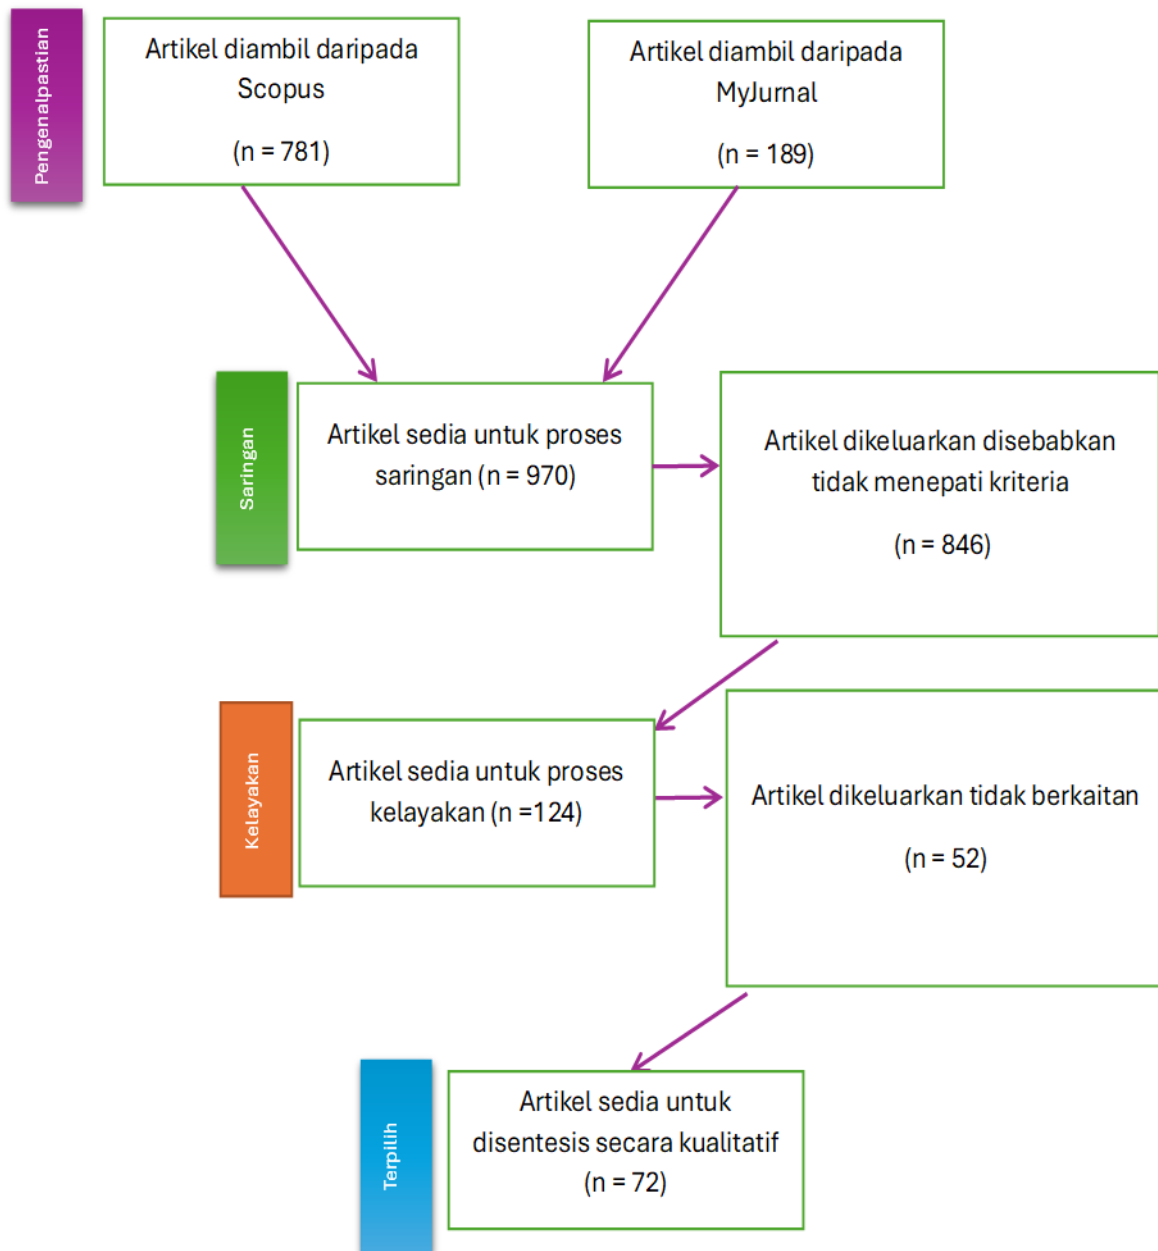 Pengenalpastian
Artikel diambil daripada
Scopus
(n = 781)
Artikel diambil daripada
MyJurnal
(n = 189)
Saringan
Artikel sedia untuk proses
saringan (n = 970)
Artikel dikeluarkan disebabkan
tidak menepati kriteria
(n = 846)
Kelayakan
Artikel sedia untuk proses
kelayakan (n =124)
Artikel dikeluarkan tidak berkaitan
(n = 52)
Terpilih
Artikel sedia untuk
disentesis secara kualitatif
(n = 72)